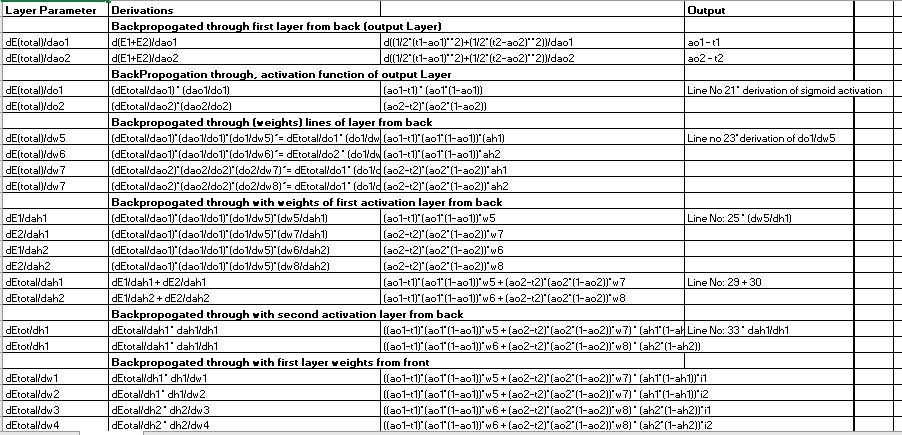 Layer Parameter Derivations Output
Backpropogated through first layer from back (output Layer)
dE(total)/dao1 d(E1+E2)/dao1 d((1/2*(t1-ao1)**2)+(1/2*(t2-ao2)**2))/dao1 ao1 - t1
dE(total)/dao2 d(E1+E2)/dao1 d((1/2*(t1-ao1)**2)+(1/2*(t2-ao2)**2))/dao2 ao2 - t2
BackPropogation through, activation function of output Layer
dE(total)/do1 (dEtotal/dao1)* (dao1/do1) (ao1-t1)* (ao1*(1-ao1)) Line No 21* derivation of sigmoid activation
dE(total)/do2 (dEtotal/dao2)*(dao2/do2) (ao2-t2)*(ao2*(1-ao2))
Backpropogated through (weights) lines of layer from back
dE(total)/dw5 (dEtotal/dao1)*(dao1/do1)*(do1/dw5)*= dEtotal/do1* (do1/dw (ao1-t1)*(ao1*(1-ao1))*(ah1) Line no 23*derivation of do1/dw5
dE(total)/dw6 (dEtotal/dao1)*(dao1/do1)*(do1/dw6)*= dEtotal/do2* (do1/dw (ao1-t1)*(ao1*(1-ao1))*ah2
dE(total)/dw7 (dEtotal/dao2)*(dao2/do2)*(do2/dw7)*= dEtotal/do1* (do1/d (ao2-t2)*(ao2*(1-ao2))*ah1
dE(total)/dw7 (dEtotal/dao2)*(dao2/do2)*(do2/dw8)*= dEtotal/do1* (do1/d (ao2-t2)*(ao2*(1-ao2))*ah2
Backpropogated through with weights of first activation layer from back
dE1/dah1 (dEtotal/dao1)*(dao1/do1)*(do1/dw5)*(dw5/dah1) (ao1-t1)*(ao1*(1-ao1))*w5 Line No: 25* (dw5/dh1)
dE2/dah1 (dEtotal/dao1)*(dao1/do1)*(do1/dw5)*(dw7/dah1) (ao2-t2)*(ao2*(1-ao2))*w7
dE1/dah2 (dEtotal/dao1)*(dao1/do1)*(do1/dw5)*(dw6/dah2) (ao2-t2)*(ao2*(1-ao2))*w6
dE2/dah2 (dEtotal/dao1)*(dao1/do1)*(do1/dw5)*(dw8/dah2) (ao2-t2)*(ao2*(1-ao2))*w8
dEtotal/dah1 dE1/dah1 + dE2/dah1 (ao1-t1)*(ao1*(1-ao1))*w5 + (ao2-t2)*(ao2*(1-ao2))*w7 Line No: 29 + 30
dEtotal/dah2 dE1/dah2 + dE2/dah2 (ao1-t1)*(ao1*(1-ao1))*w6 + (ao2-t2)*(ao2*(1-ao2))*w8
Backpropogated through with second activation layer from back
dEtot/dh1 dEtotal/dah1* dah1/dh1 ((ao1-t1)*(ao1*(1-ao1))*w5 + (ao2-t2)*(ao2*(1-ao2))*w7)* (ah1*(1-ah Line No: 33* dah1/dh1
dEtot/dh1 dEtotal/dah1* dah1/dh1 ((ao1-t1)*(ao1*(1-ao1))*w6 + (ao2-t2)*(ao2*(1-ao2))*w8)* (ah2*(1-ah2))
Backpropogated through with first layer weights from front
dEtotal/dw1 dEotal/dh1* dh1/dw1 ((ao1-t1)*(ao1*(1-ao1))*w5 + (ao2-t2)*(ao2*(1-ao2))*w7)* (ah1*(1-ah1))*i1
dEtotal/dw2 dEotal/dh1* dh1/dw2 ((ao1-t1)*(ao1*(1-ao1))*w5 + (ao2-t2)*(ao2*(1-ao2))*w7)* (ah1*(1-ah1))*i2
dEtotal/dw3 dEotal/dh2* dh2/dw3 ((ao1-t1)*(ao1*(1-ao1))*w6 + (ao2-t2)*(ao2*(1-ao2))*w8)* (ah2*(1-ah2))*i1
dEtotal/dw4 dEotal/dh2* dh2/dw4 ((ao1-t1)*(ao1*(1-ao1))*w6 + (ao2-t2)*(ao2*(1-ao2))*w8)* (ah2*(1-ah2))*i2